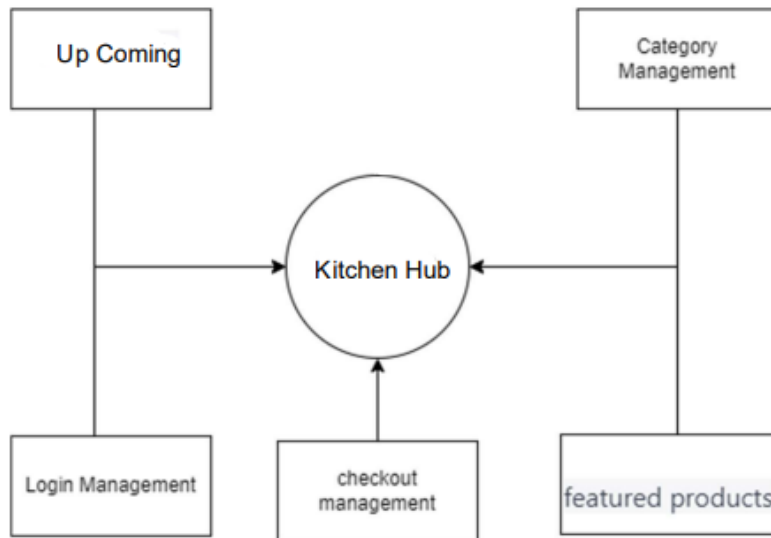 Up Coming
Category
Management
Kitchen Hub
Login Management
checkout
management
featured products